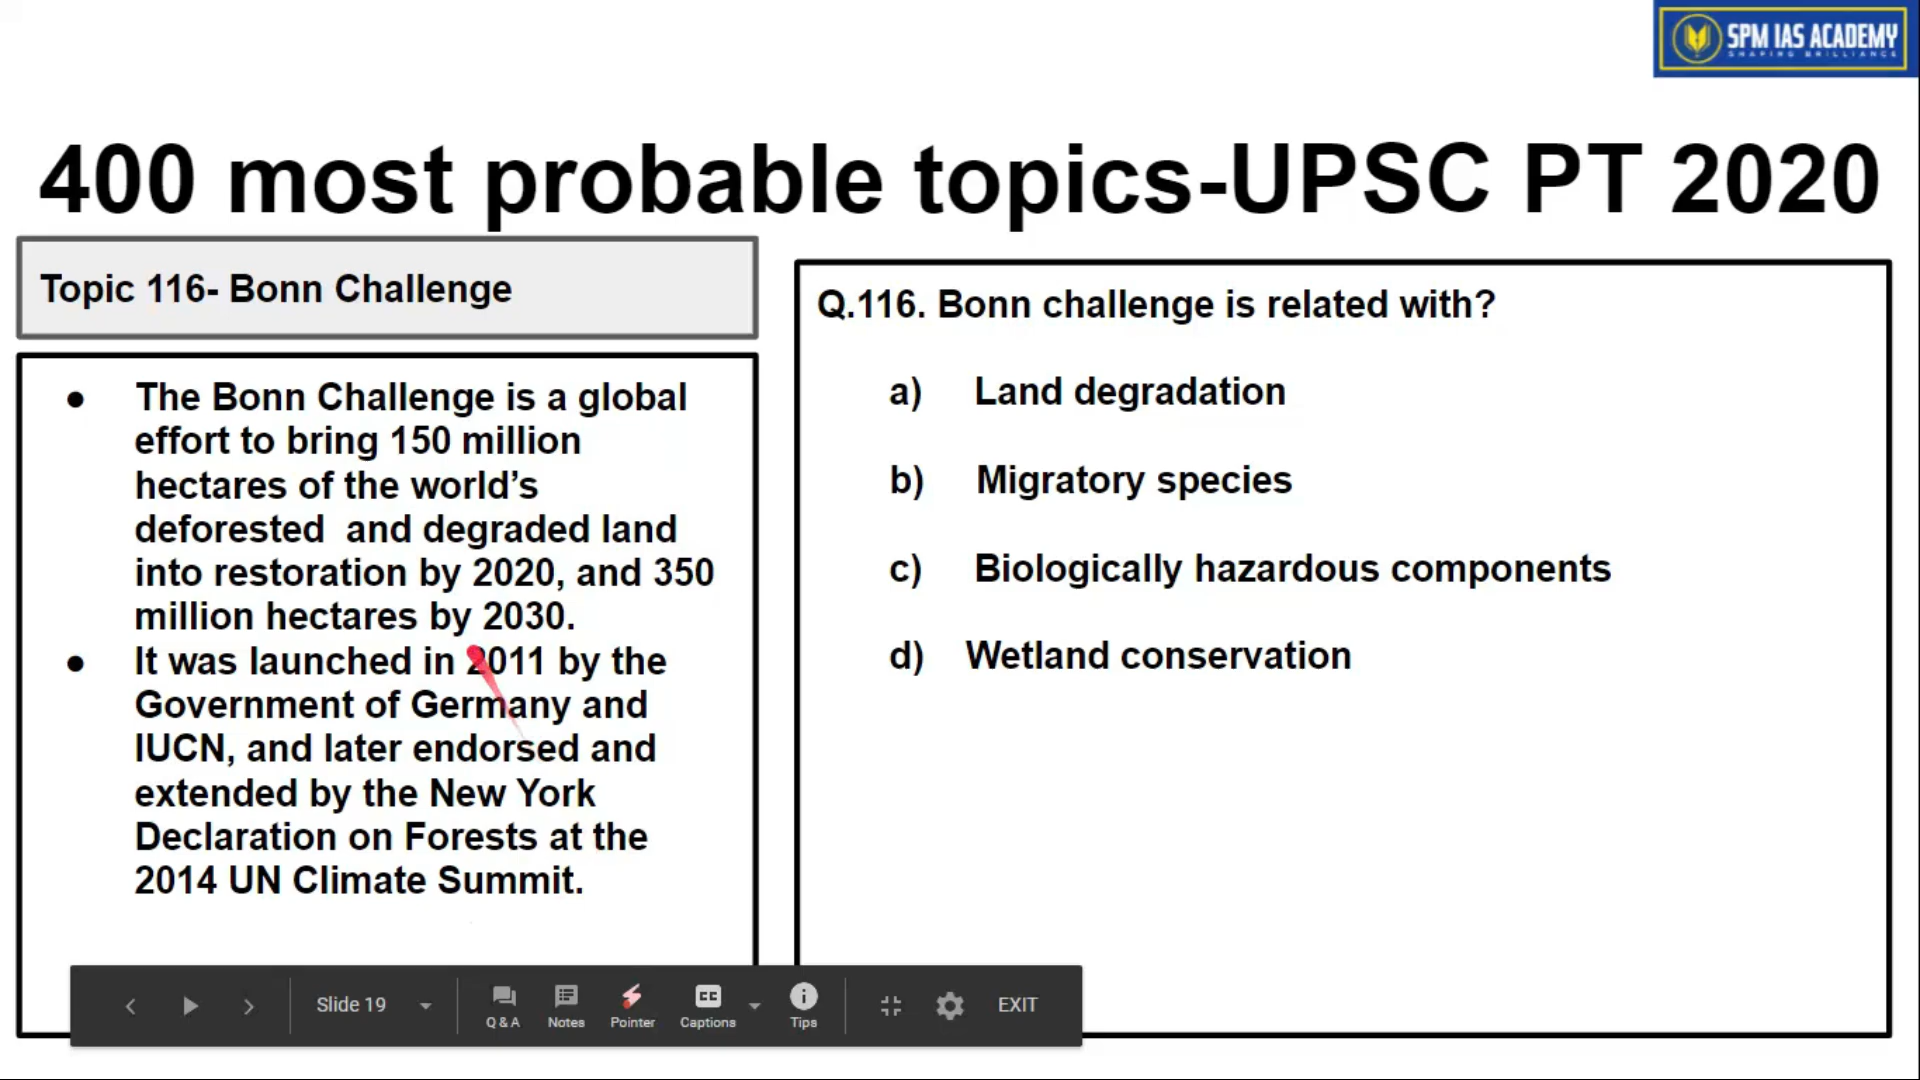 SPM IAS ACADEMY
SHAPING BRILLIANCE
400 most probable topics-UPSC PT 2020
Topic 116- Bonn Challenge
● The Bonn Challenge is a global
effort to bring 150 million
hectares of the world’s
deforested and degraded land
into restoration by 2020, and 350
million hectares by 2030.
● It was launched in 2011 by the
Government of Germany and
IUCN, and later endorsed and
extended by the New York
Declaration on Forests at the
2014 UN Climate Summit.
Q.116. Bonn challenge is related with?
a) Land degradation
b) Migratory species
c) Biologically hazardous components
d) Wetland conservation
Slide 19
Q & A
Notes
Pointer
CC
Captions
Tips
EXIT